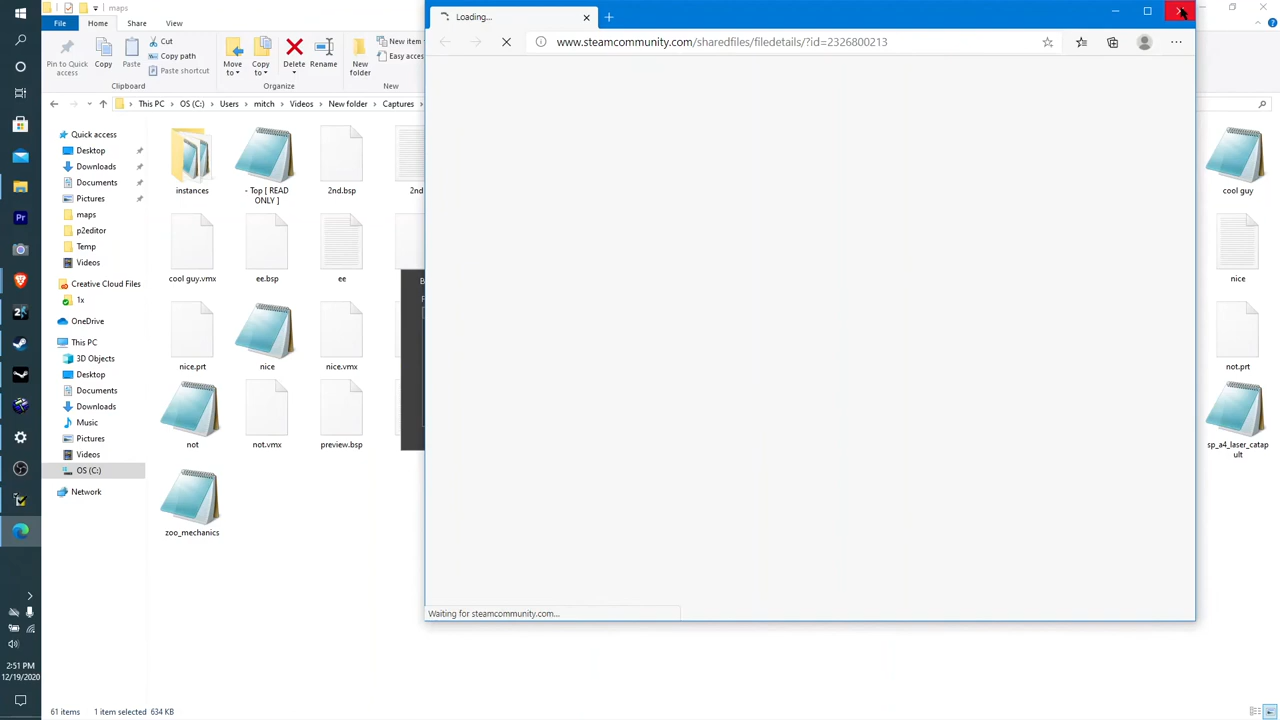 maps
File
Home
Share
View
Pin to Quick access
Copy
Paste
Cut
Copy path
Paste shortcut
Clipboard
Move to
Copy to
Delete
Rename
Organize
New folder
New item
Easy acces
New
This PC
OS (C:)
Users
mitch
Videos
New folder
Captures
Loading...
www.steamcommunity.com/sharedfiles/filedetails/?id=2326800213
Quick access
Desktop
Downloads
Documents
Pictures
maps
p2editor
Temp
Videos
Creative Cloud Files
1x
OneDrive
This PC
3D Objects
Desktop
Documents
Downloads
Music
Pictures
Videos
OS (C:)
Network
instances
- Top [ READ
ONLY ]
2nd.bsp
2nd
cool guy
cool guy.vmx
ee.bsp
ee
nice
nice.prt
nice
nice.vmx
not.prt
not
not.vmx
preview.bsp
sp_a4_laser_catap
ult
zoo_mechanics
Waiting for steamcommunity.com...
2:51 PM
12/19/2020
61 items
1 item selected 634 KB